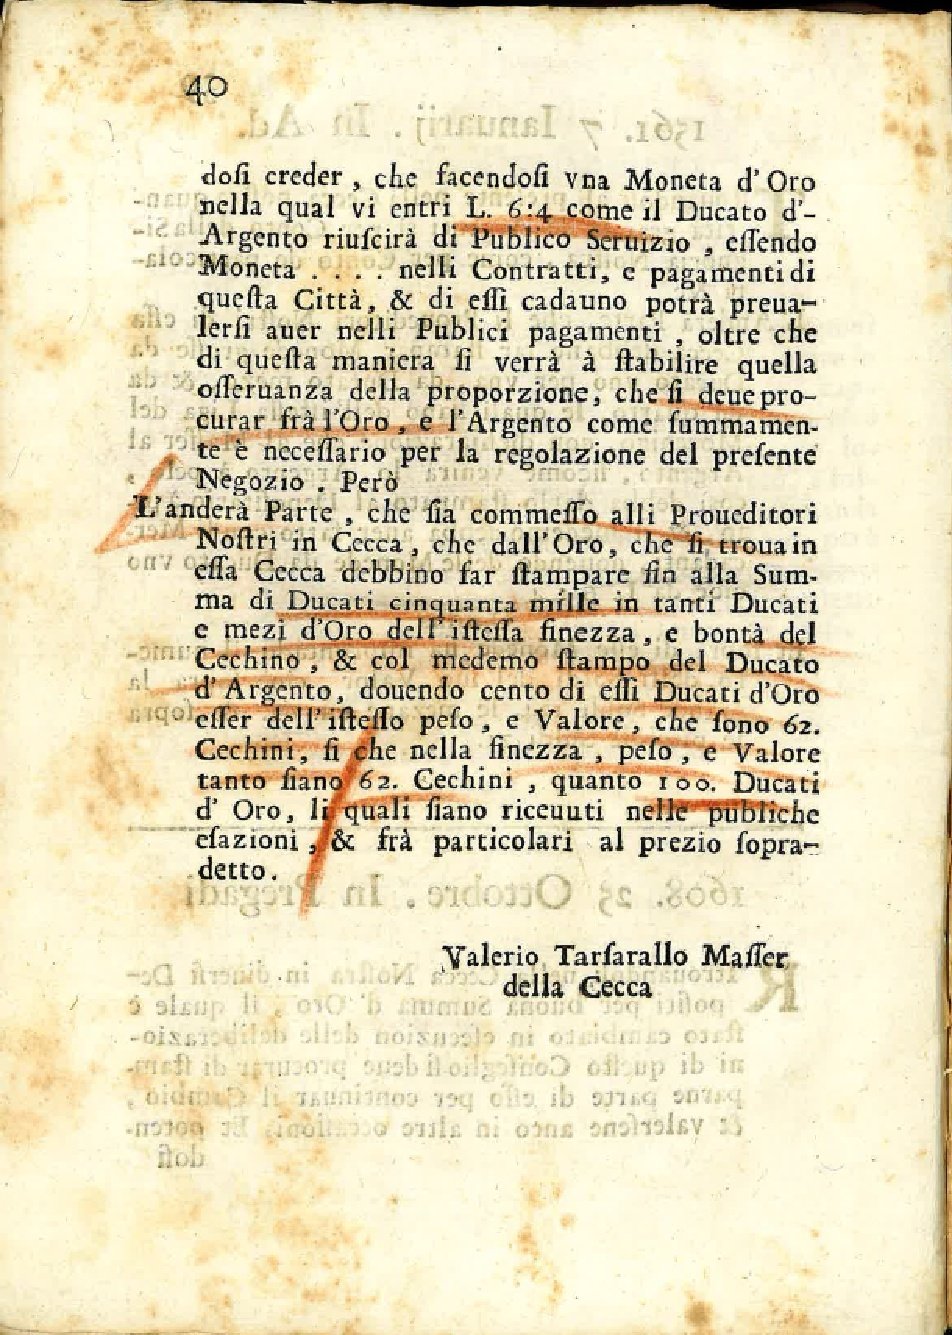 40
dosi creder, che facendosi vna Moneta d'Oro
nella qual vi entri L. 6:4 come il Ducato d'-
Argento riuscirà di Publico Seruizio, essendo
Moneta . . . . nelli Contratti, e pagamenti di
questa Città, & di essi cadauno potrà preua-
lersi auer nelli Publici pagamenti, oltre che
di questa maniera si verrà à stabilire quella
osseruanza della proporzione, che si deue pro-
curar frà l'Oro, e l'Argento come summamen-
te è necessario per la regolazione del presente
Negozio. Però
L'anderà Parte, che sia commesso alli Proueditori
Nostri in Cecca, che dall'Oro, che si troua in
essa Cecca debbino far stampare sin alla Sum-
ma di Ducati cinquanta mille in tanti Ducati
e mezi d'Oro dell'istessa finezza, e bontà del
Cechino, & col medemo stampo del Ducato
d'Argento, douendo cento di essi Ducati d'Oro
esser dell'istesso peso, e Valore, che sono 62.
Cechini, si che nella finezza, peso, e Valore
tanto siano 62. Cechini, quanto 100. Ducati
d'Oro, li quali siano riceuuti nelle publiche
esazioni, & frà particolari al prezio sopra-
detto.
Valerio Tarsarallo Masser
della Cecca